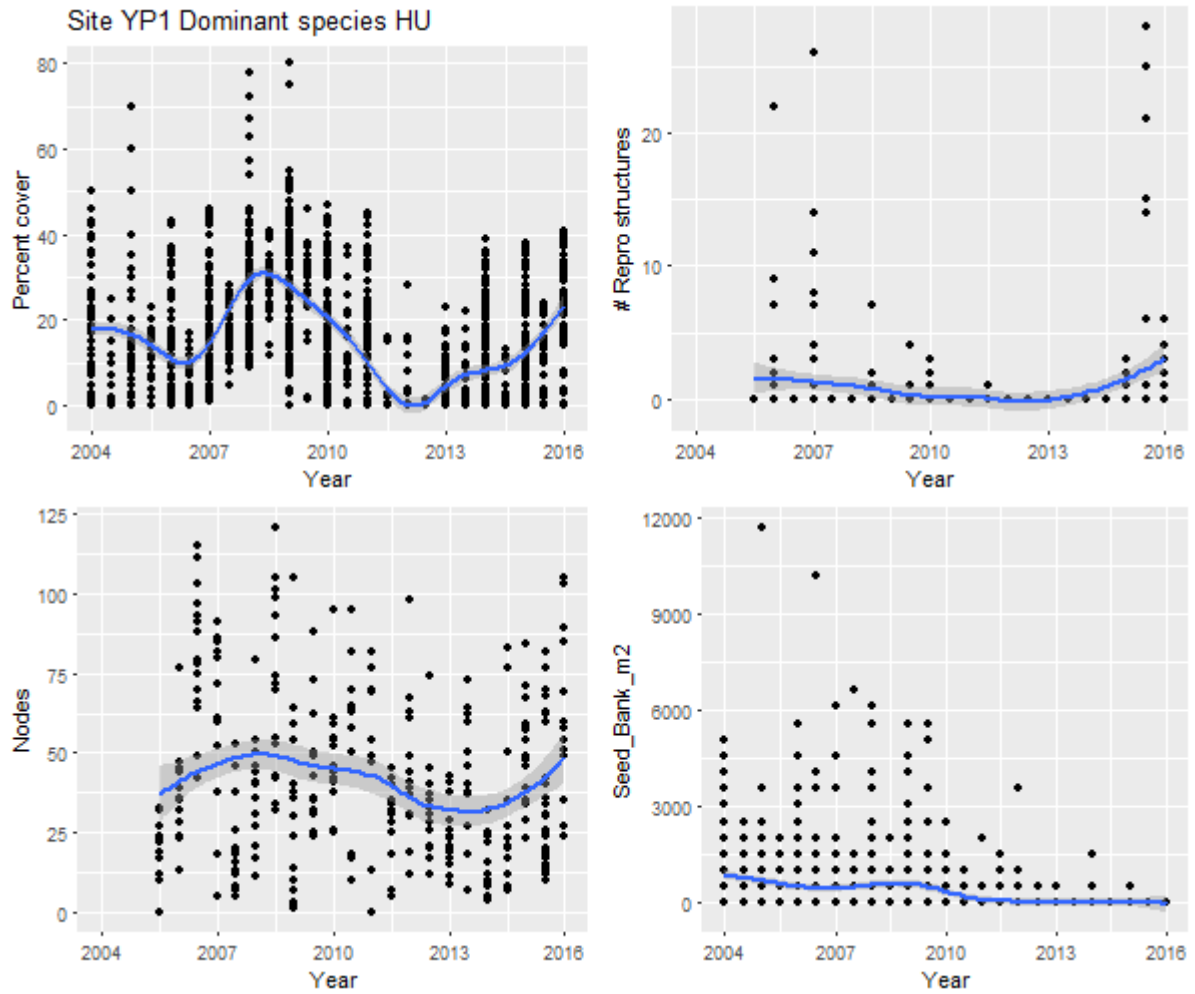 Site YP1 Dominant species HU
Percent cover
80
60
40
20
0
2004 2007 2010 2013 2016
Year
# Repro structures
20
10
0
2004 2007 2010 2013 2016
Year
Nodes
125
100
75
50
25
0
2004 2007 2010 2013 2016
Year
Seed_Bank_m2
12000
9000
6000
3000
0
2004 2007 2010 2013 2016
Year